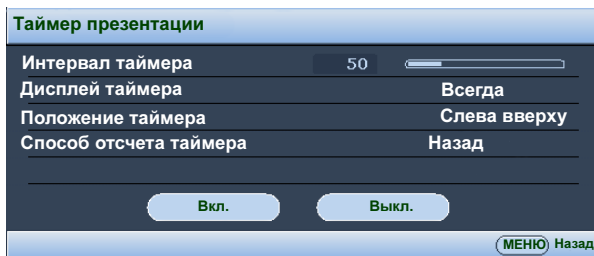 Таймер презентации
Интервал таймера 50
Дисплей таймера Всегда
Положение таймера Слева вверху
Способ отсчета таймера Назад
Вкл. Выкл.
МЕНЮ Назад